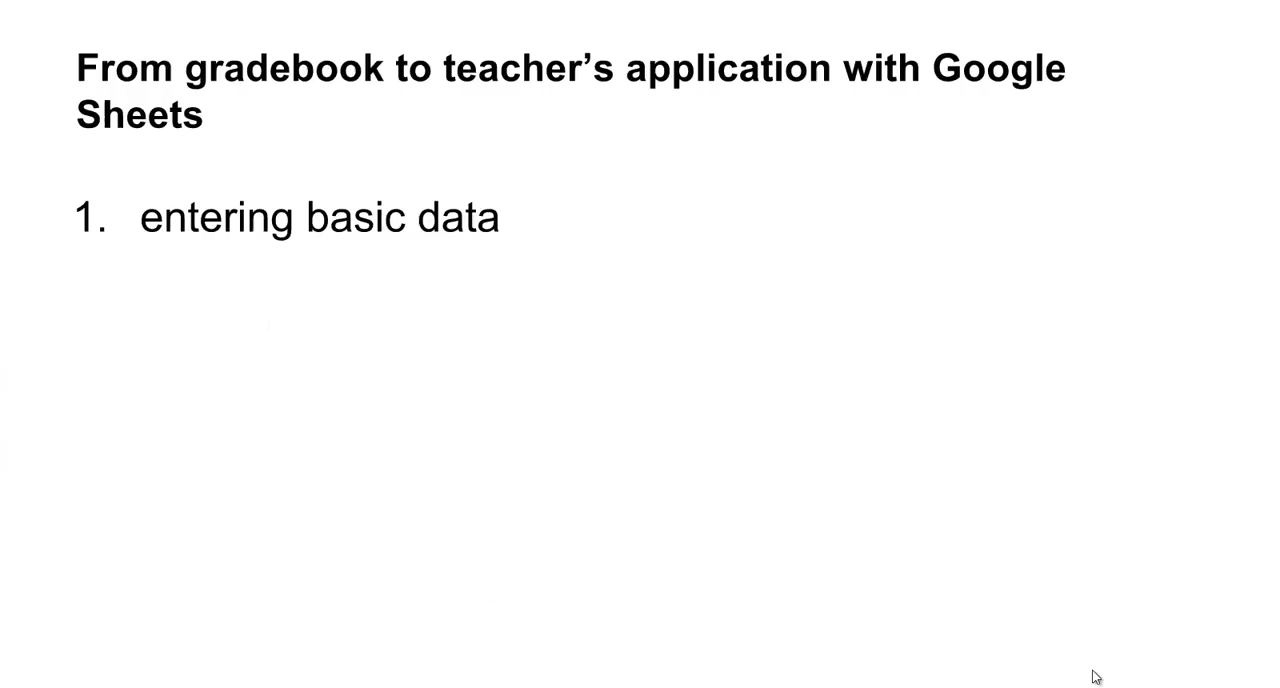 From gradebook to teacher’s application with Google
Sheets
1. entering basic data